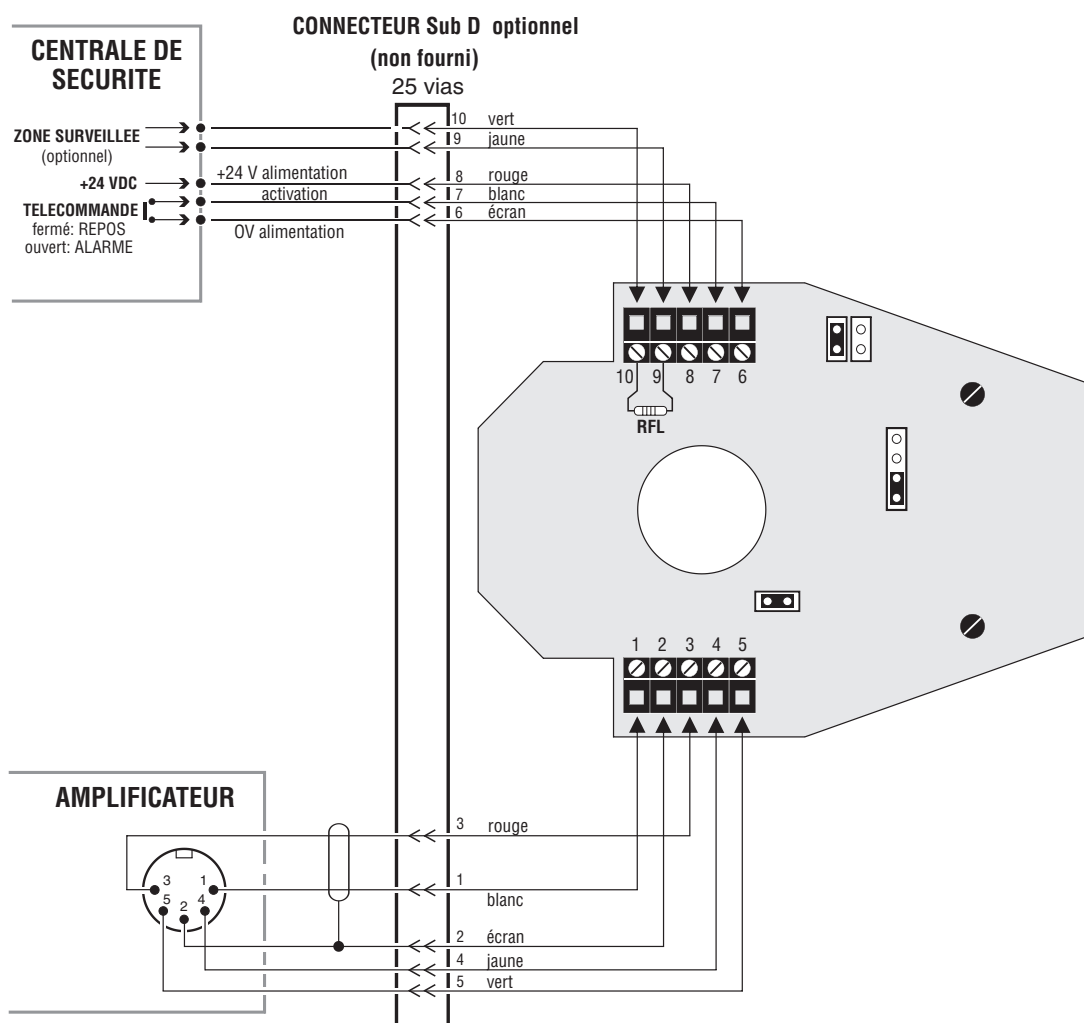 CONNECTEUR Sub D optionnel
(non fourni)
25 vias
CENTRALE DE
SECURITE
ZONE SURVEILLEE
(optionnel)
+24 VDC
TELECOMMANDE
fermé: REPOS
ouvert: ALARME
+24 V alimentation
activation
0V alimentation
10 vert
9 jaune
8 rouge
7 blanc
6 écran
10 9 8 7 6
RFL
1 2 3 4 5
AMPLIFICATEUR
3 1
5 2 4
3 rouge
1
blanc
2 écran
4 jaune
5 vert